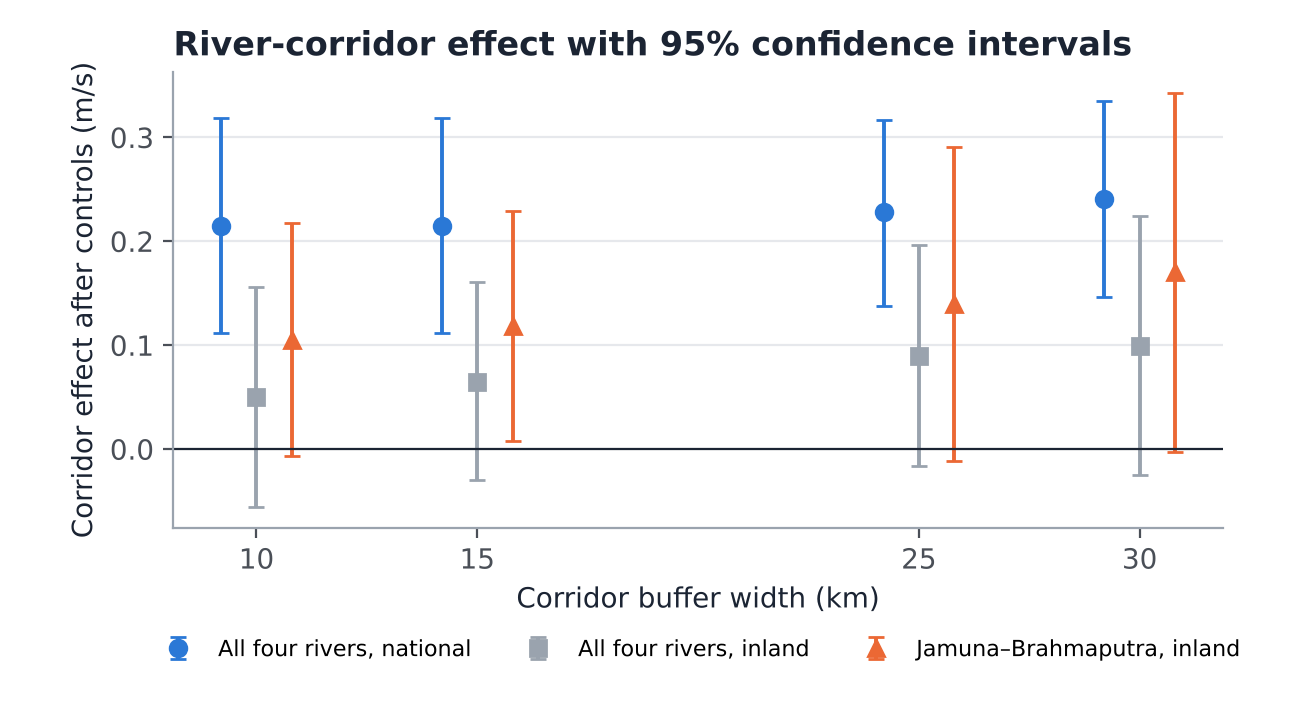 River-corridor effect with 95% confidence intervals
Corridor effect after controls (m/s)
0.3
0.2
0.1
0.0
10 15 25 30
Corridor buffer width (km)
All four rivers, national All four rivers, inland Jamuna–Brahmaputra, inland